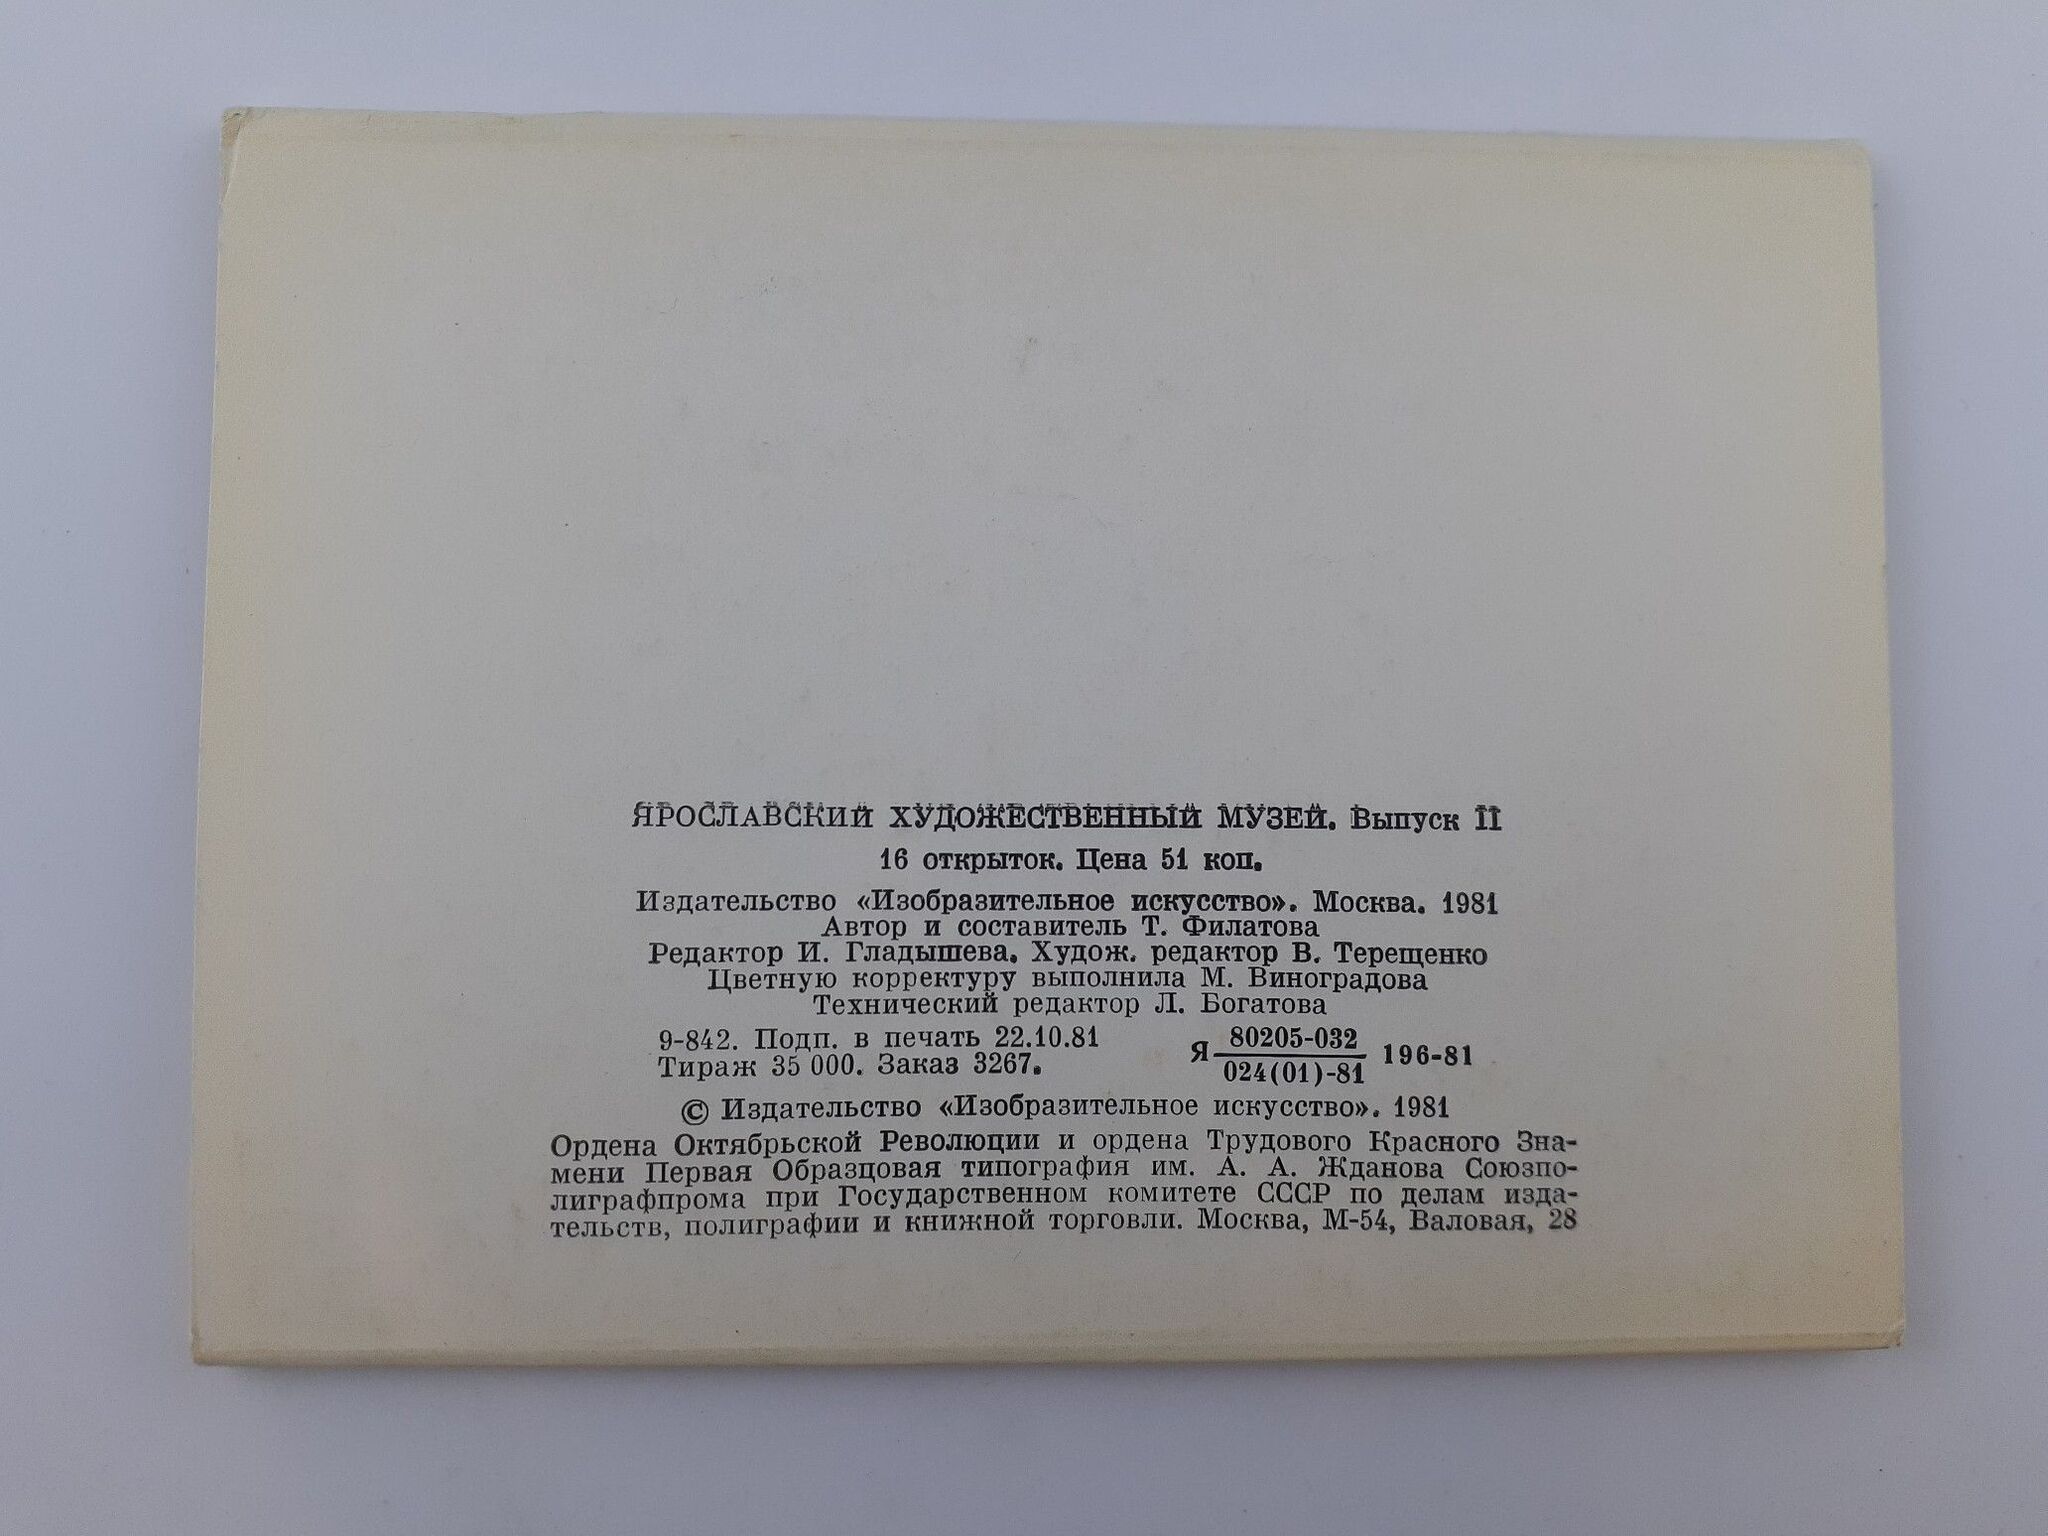 ЯРОСЛАВСКИЙ ХУДОЖЕСТВЕННЫЙ МУЗЕЙ. Выпуск II
16 открыток. Цена 51 коп.
Издательство «Изобразительное искусство». Москва. 1981
Автор и составитель Т. Филатова
Редактор И. Гладышева. Худож. редактор В. Терещенко
Цветную корректуру выполнила М. Виноградова
Технический редактор Л. Богатова
9-842. Подп. в печать 22.10.81
Тираж 35 000. Заказ 3267.
80205-032
Я 196-81
024(01)-81
© Издательство «Изобразительное искусство». 1981
Ордена Октябрьской Революции и ордена Трудового Красного Зна-
мени Первая Образцовая типография им. А. А. Жданова Союзпо-
лиграфпрома при Государственном комитете СССР по делам изда-
тельств, полиграфии и книжной торговли. Москва, М-54, Валовая, 28